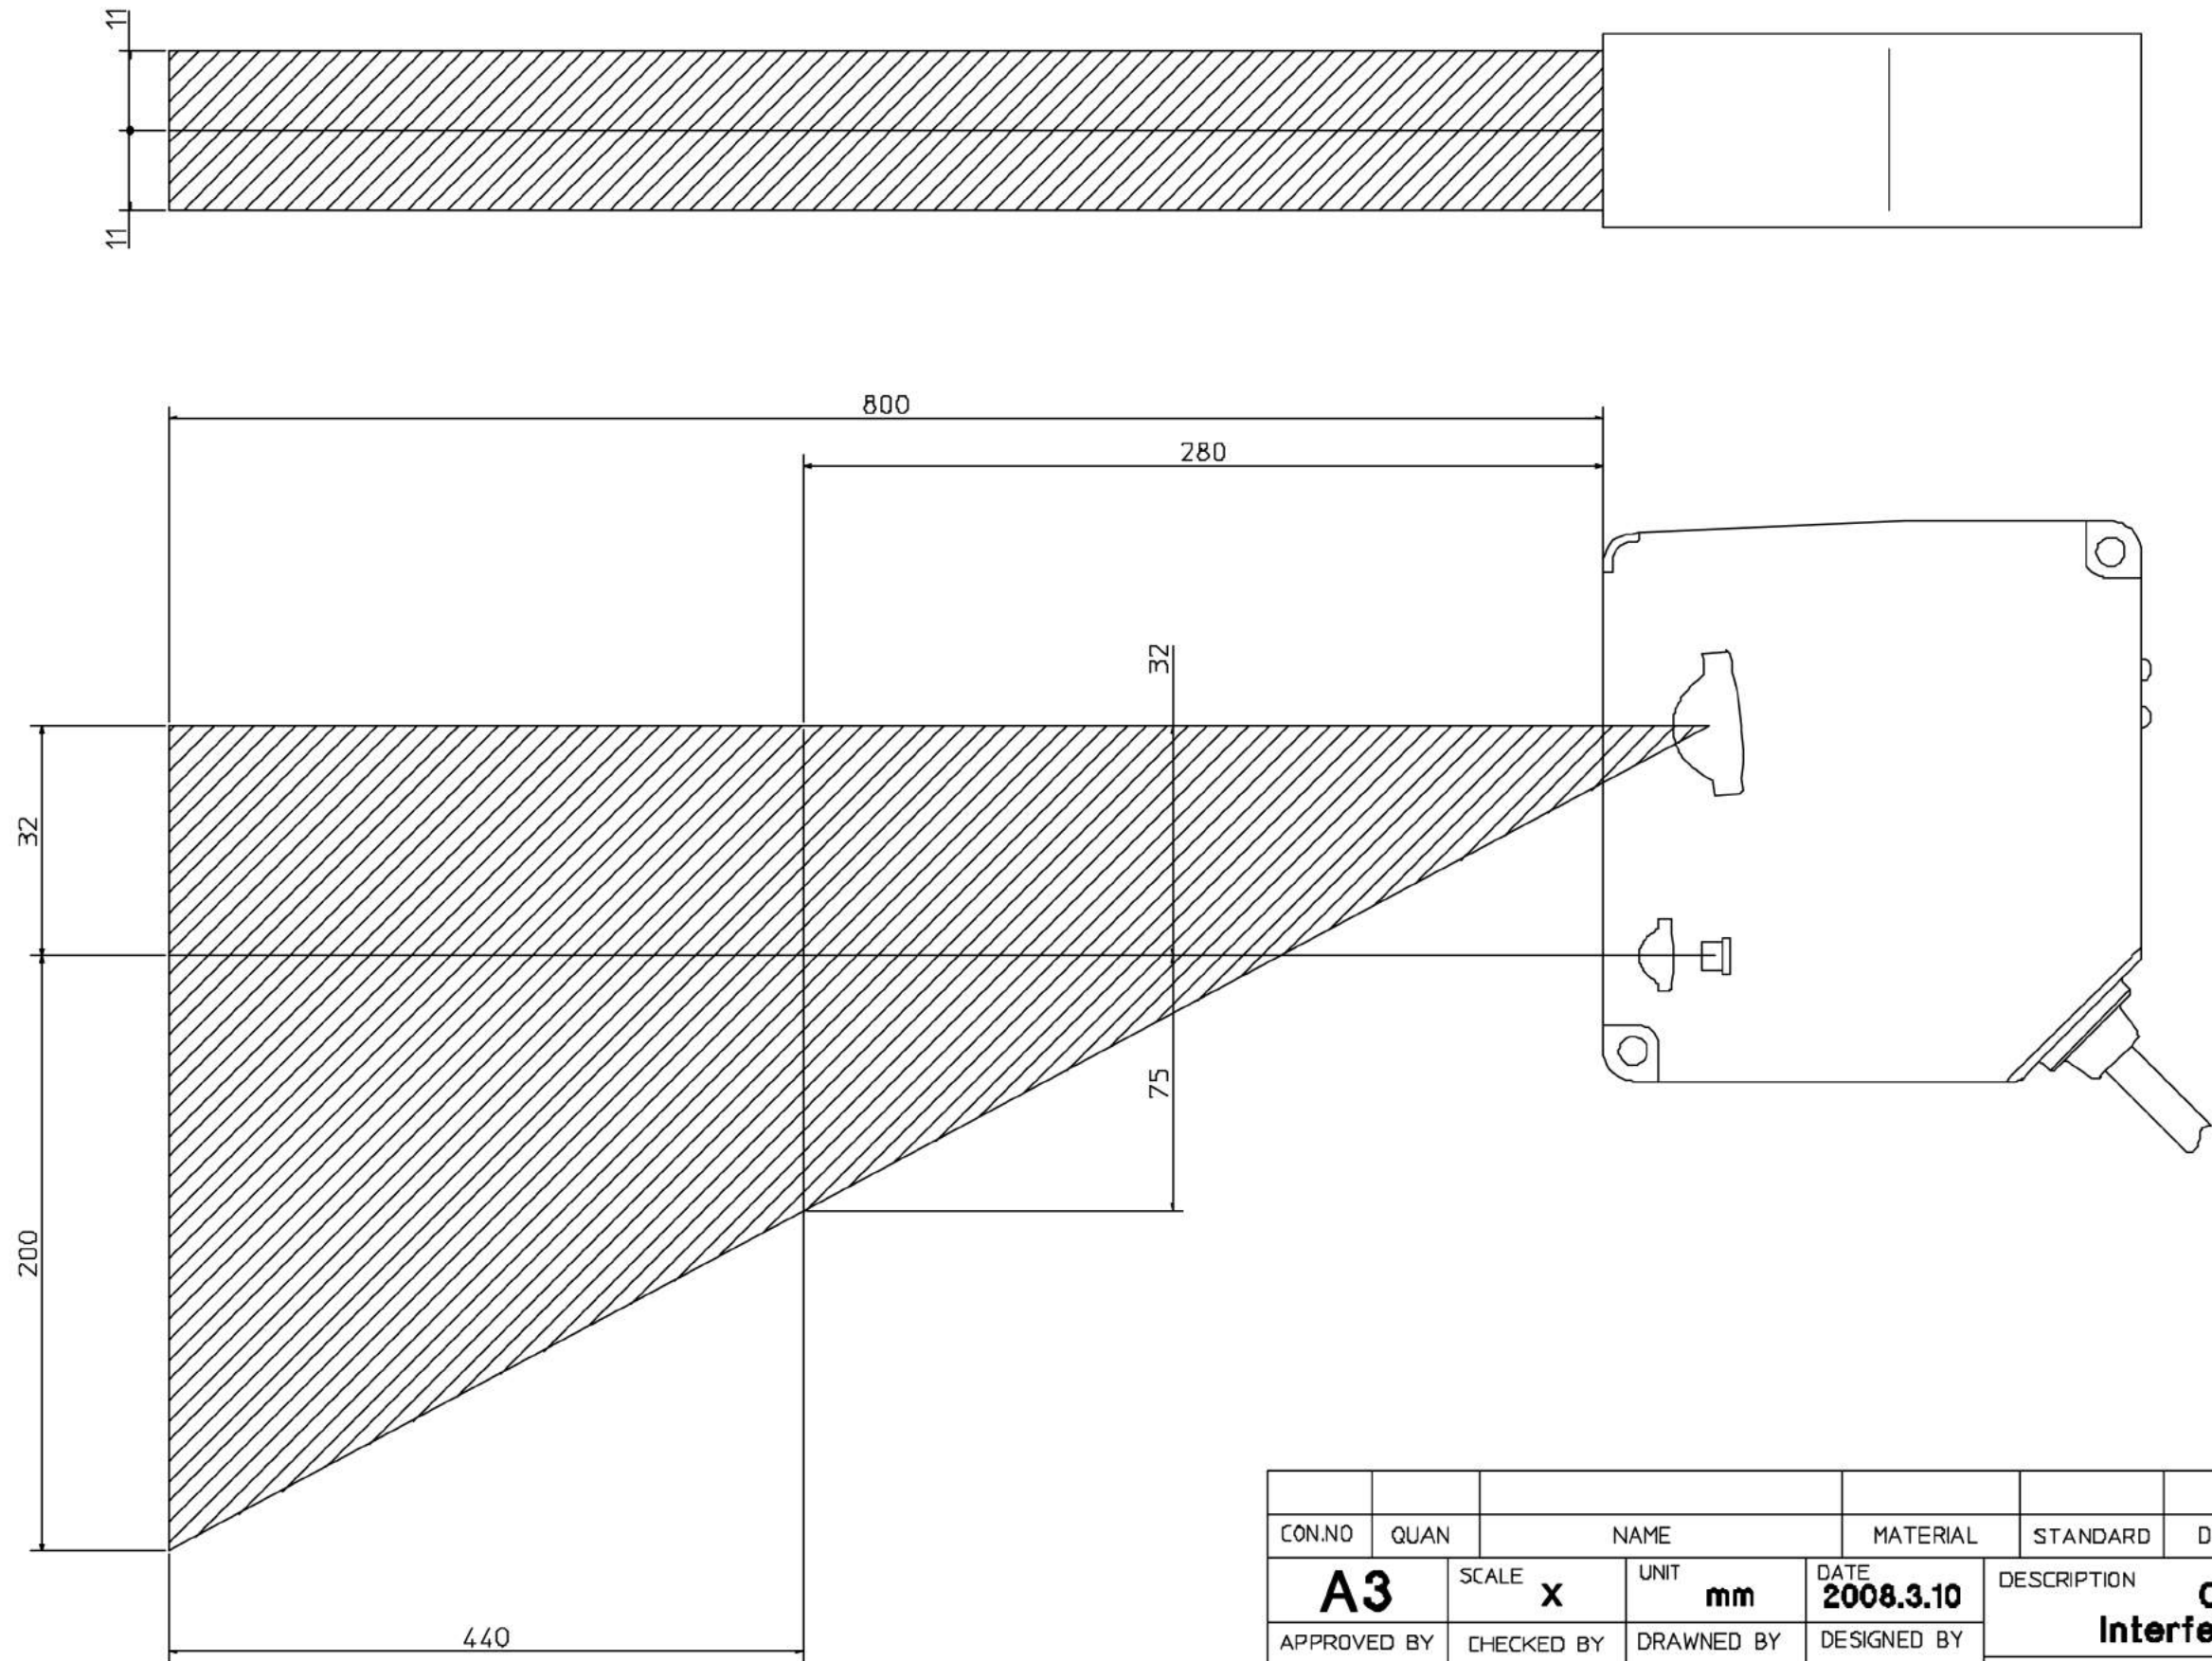 11
11
800
280
32
32
75
200
440
CON.NO QUAN NAME MATERIAL STANDARD D
A3 SCALE X UNIT mm DATE 2008.3.10 DESCRIPTION
Interfe
APPROVED BY CHECKED BY DRAWNED BY DESIGNED BY